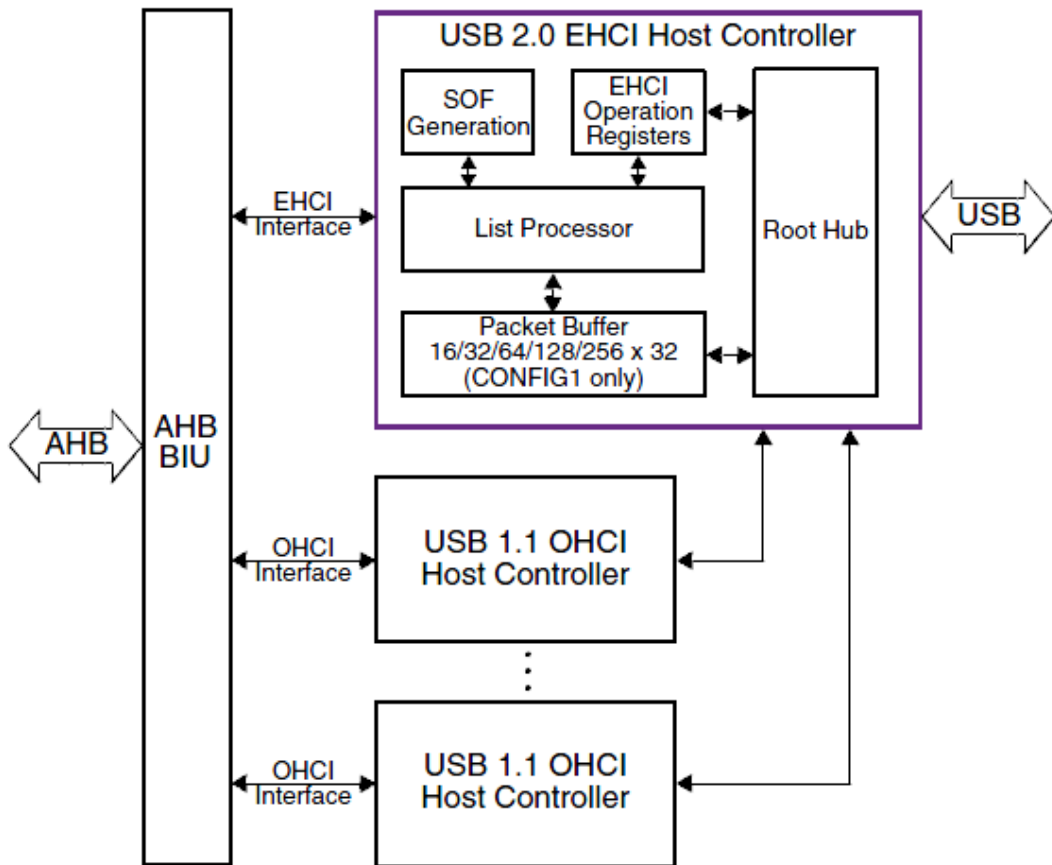 USB 2.0 EHCI Host Controller
SOF
Generation
EHCI
Operation
Registers
EHCI
Interface
List Processor
Root Hub
USB
Packet Buffer
16/32/64/128/256 x 32
(CONFIG1 only)
AHB
AHB
BIU
OHCI
Interface
USB 1.1 OHCI
Host Controller
OHCI
Interface
USB 1.1 OHCI
Host Controller